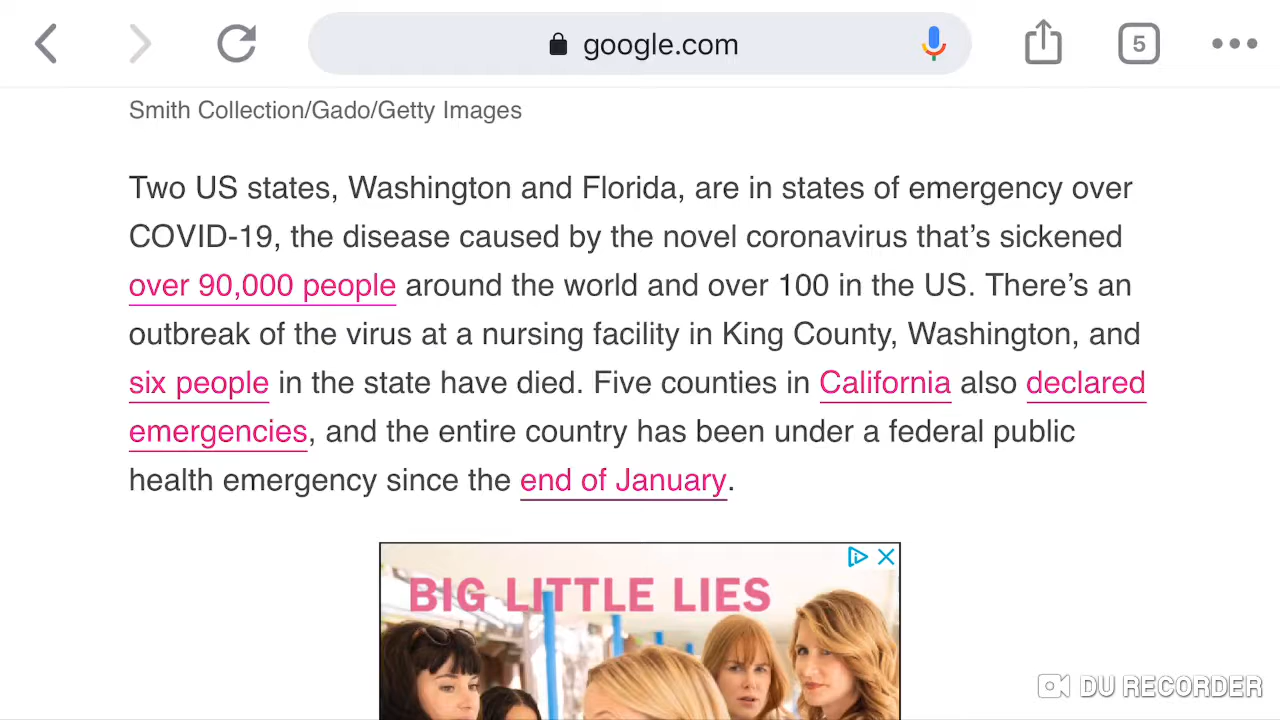 google.com
5
Smith Collection/Gado/Getty Images
Two US states, Washington and Florida, are in states of emergency over
COVID-19, the disease caused by the novel coronavirus that’s sickened
over 90,000 people around the world and over 100 in the US. There’s an
outbreak of the virus at a nursing facility in King County, Washington, and
six people in the state have died. Five counties in California also declared
emergencies, and the entire country has been under a federal public
health emergency since the end of January.
BIG LITTLE LIES
DU RECORDER